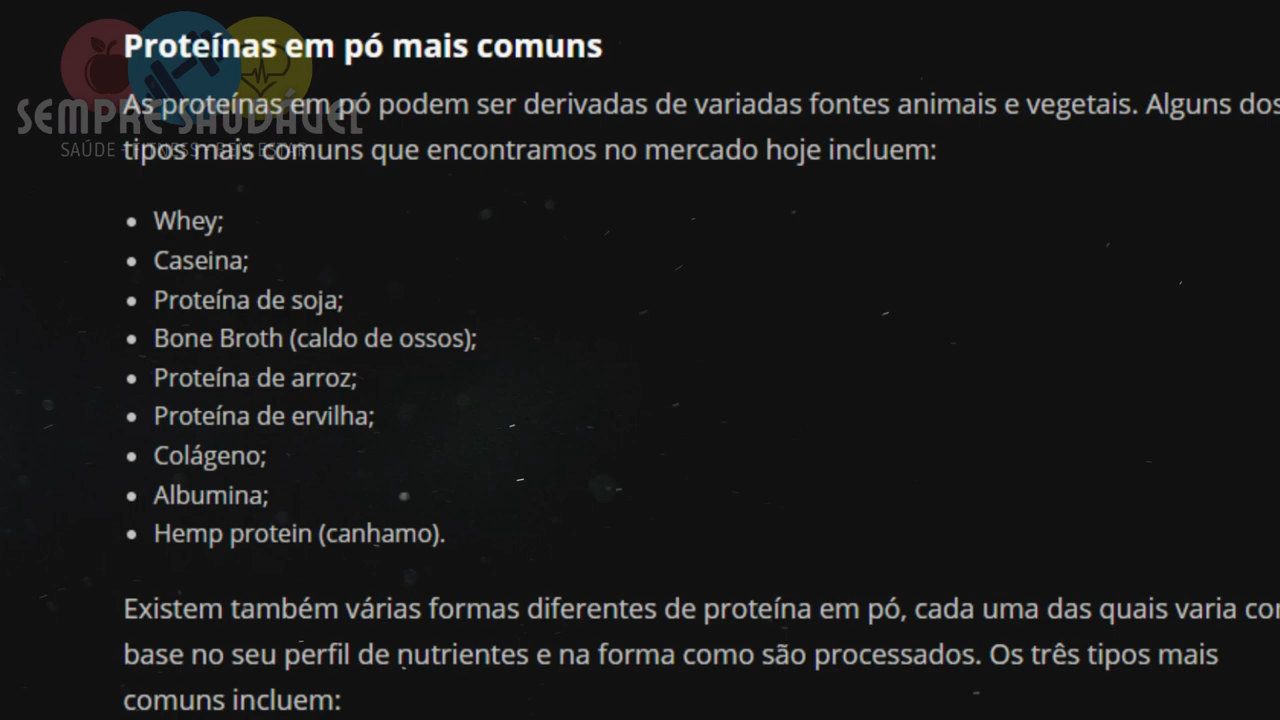 Proteínas em pó mais comuns
SEMPRE SAUDÁVEL
As proteínas em pó podem ser derivadas de variadas fontes animais e vegetais. Alguns dos
SAÚDE - FITNESS - BEM ESTAR
tipos mais comuns que encontramos no mercado hoje incluem:
• Whey;
• Caseina;
• Proteína de soja;
• Bone Broth (caldo de ossos);
• Proteína de arroz;
• Proteína de ervilha;
• Colágeno;
• Albumina;
• Hemp protein (canhamo).
Existem também várias formas diferentes de proteína em pó, cada uma das quais varia
base no seu perfil de nutrientes e na forma como são processados. Os três tipos mais
comuns incluem: